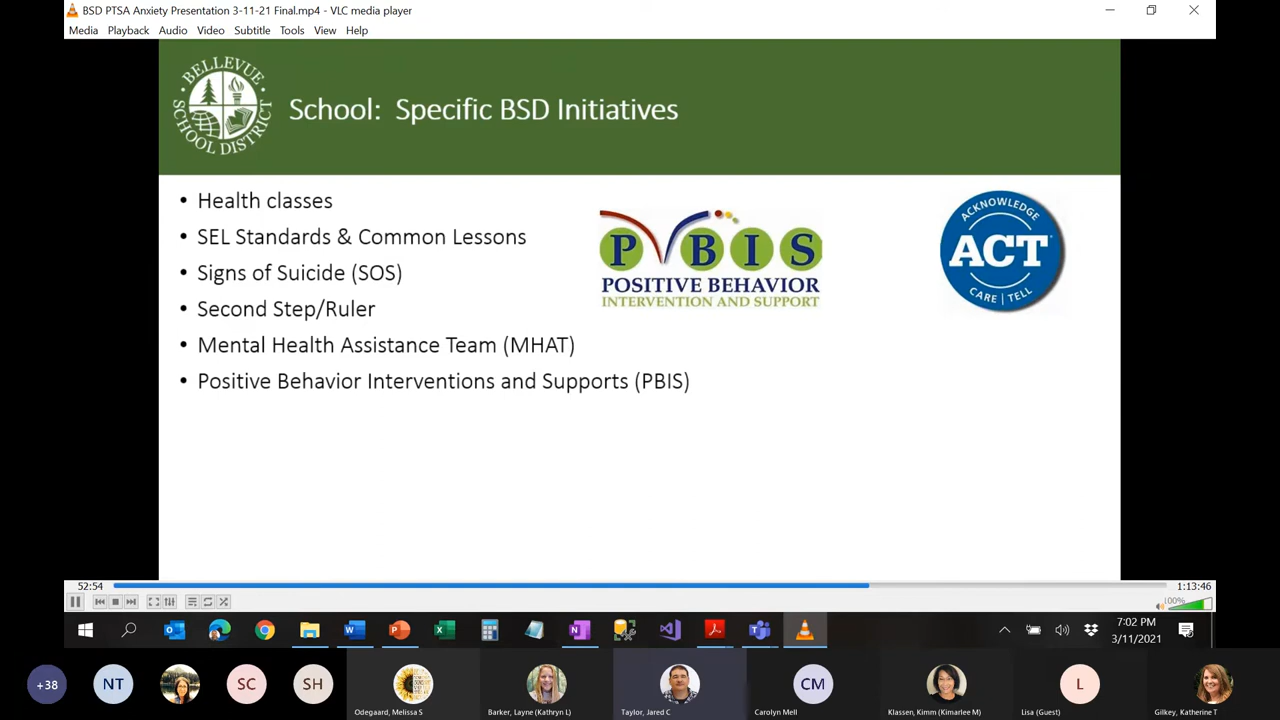 BSD PTSA Anxiety Presentation 3-11-21 Final.mp4 - VLC media player
Media Playback Audio Video Subtitle Tools View Help
BELLEVUE
SCHOOL DISTRICT
School: Specific BSD Initiatives
• Health classes
• SEL Standards & Common Lessons
• Signs of Suicide (SOS)
• Second Step/Ruler
• Mental Health Assistance Team (MHAT)
• Positive Behavior Interventions and Supports (PBIS)
PBIS
POSITIVE BEHAVIOR
INTERVENTION AND SUPPORT
ACKNOWLEDGE
ACT
CARE | TELL
52:54
1:13:46
100%
7:02 PM
3/11/2021
+38
NT
SC
SH
CM
L
Odegaard, Melissa S
Barker, Layne (Kathryn L)
Taylor, Jared C
Carolyn Mell
Klassen, Kimm (Kimarlee M)
Lisa (Guest)
Gilkey, Katherine T